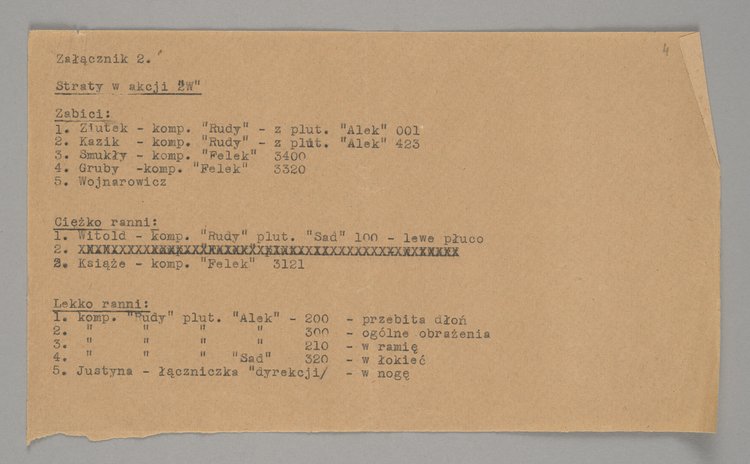 4
Załącznik 2.
Straty w akcji "W"
Zabici:
1. Ziutek - komp. "Rudy" - z plut. "Alek" 001
2. Kazik - komp. "Rudy" - z plut. "Alek" 423
3. Smukły - komp. "Felek" 3400
4. Gruby -komp. "Felek" 3320
5. Wojnarowicz
Ciężko ranni:
1. Witold - komp. "Rudy" plut. "Sad" 100 - lewe płuco
2.
2. Książe - komp. "Felek" 3121
Lekko ranni:
1. komp. "Rudy" plut. "Alek" - 200 - przebita dłoń
2. " " " " 300 - ogólne obrażenia
3. " " " " 210 - w ramię
4. " " " "Sad" 320 - w łokieć
5. Justyna - łączniczka "dyrekcji/ - w nogę